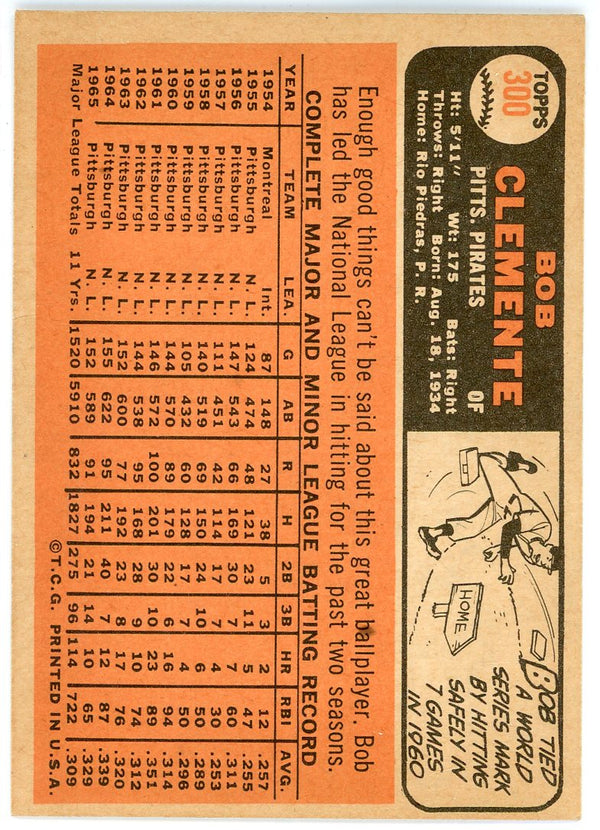 TOPPS
300
BOB
CLEMENTE
PITTS. PIRATES OF
Ht: 5'11" Wt: 175 Bats: Right
Throws: Right Born: Aug. 18, 1934
Home: Rio Piedras, P. R.
BOB TIED
A WORLD
SERIES MARK
BY HITTING
SAFELY IN
7 GAMES
IN 1960
HOME
Enough good things can't be said about this great ballplayer. Bob
has led the National League in hitting for the past two seasons.
COMPLETE MAJOR AND MINOR LEAGUE BATTING RECORD
YEAR TEAM LEA G AB R H 2B 3B HR RBI AVG.
1954 Montreal Int. 87 148 27 38 5 3 2 12 .257
1955 Pittsburgh N. L. 124 474 48 121 23 11 5 47 .255
1956 Pittsburgh N. L. 147 543 66 169 30 7 7 60 .311
1957 Pittsburgh N. L. 111 451 42 114 17 7 4 30 .253
1958 Pittsburgh N. L. 140 519 69 150 24 10 6 50 .289
1959 Pittsburgh N. L. 105 432 60 128 17 7 4 50 .296
1960 Pittsburgh N. L. 144 570 89 179 22 6 16 94 .314
1961 Pittsburgh N. L. 146 572 100 201 30 10 23 89 .351
1962 Pittsburgh N. L. 144 538 95 168 28 9 10 74 .312
1963 Pittsburgh N. L. 152 600 77 192 23 8 17 76 .320
1964 Pittsburgh N. L. 155 622 95 211 40 7 12 87 .339
1965 Pittsburgh N. L. 152 589 91 194 21 14 10 65 .329
Major League Totals 11 Yrs. 1520 5910 832 1827 275 96 114 722 .309
©T.C.G. PRINTED IN U.S.A.